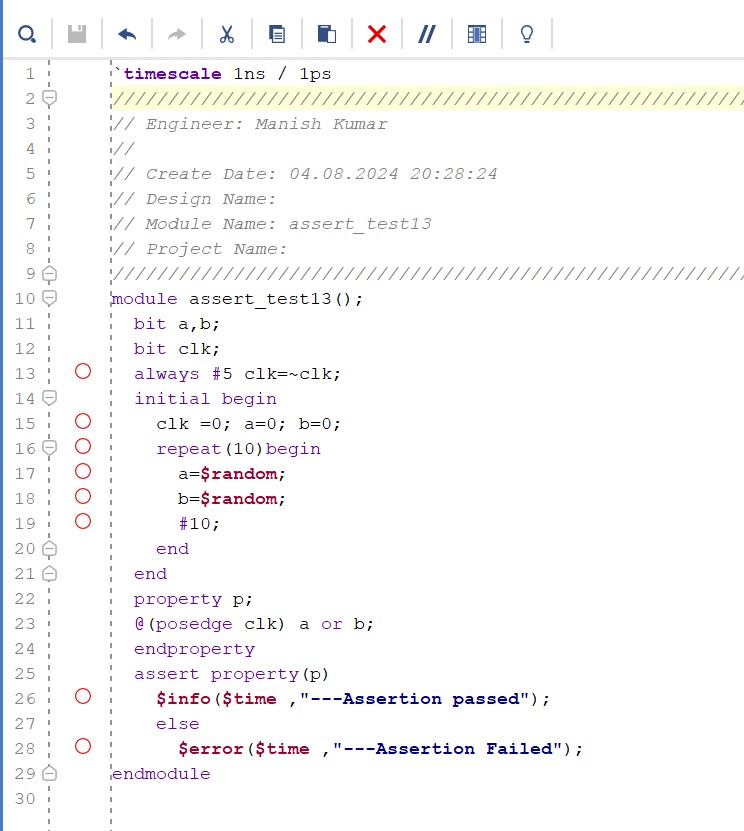 1 `timescale 1ns / 1ps
2 /////////////////////////////////////////////////////////
3 // Engineer: Manish Kumar
4 //
5 // Create Date: 04.08.2024 20:28:24
6 // Design Name:
7 // Module Name: assert_test13
8 // Project Name:
9 /////////////////////////////////////////////////////////
10 module assert_test13();
11 bit a,b;
12 bit clk;
13 always #5 clk=~clk;
14 initial begin
15 clk =0; a=0; b=0;
16 repeat(10)begin
17 a=$random;
18 b=$random;
19 #10;
20 end
21 end
22 property p;
23 @(posedge clk) a or b;
24 endproperty
25 assert property(p)
26 $info($time ,"---Assertion passed");
27 else
28 $error($time ,"---Assertion Failed");
29 endmodule
30